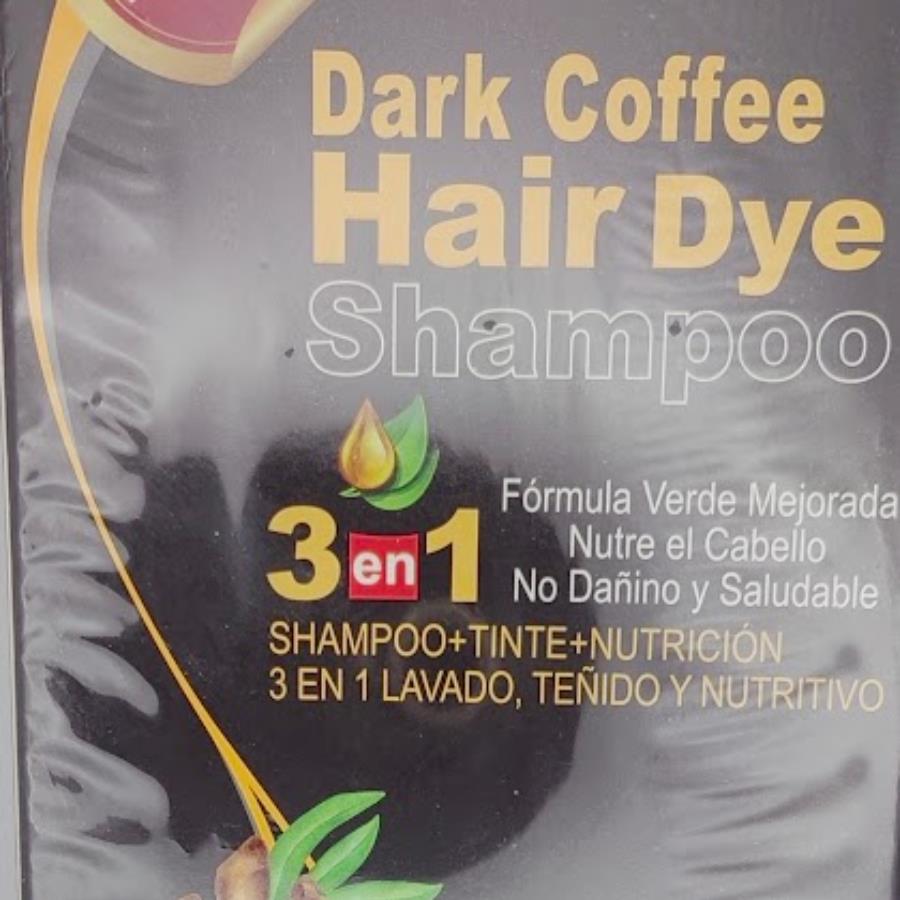 Dark Coffee
Hair Dye
Shampoo
3 en 1
Fórmula Verde Mejorada
Nutre el Cabello
No Dañino y Saludable
SHAMPOO+TINTE+NUTRICIÓN
3 EN 1 LAVADO, TEÑIDO Y NUTRITIVO